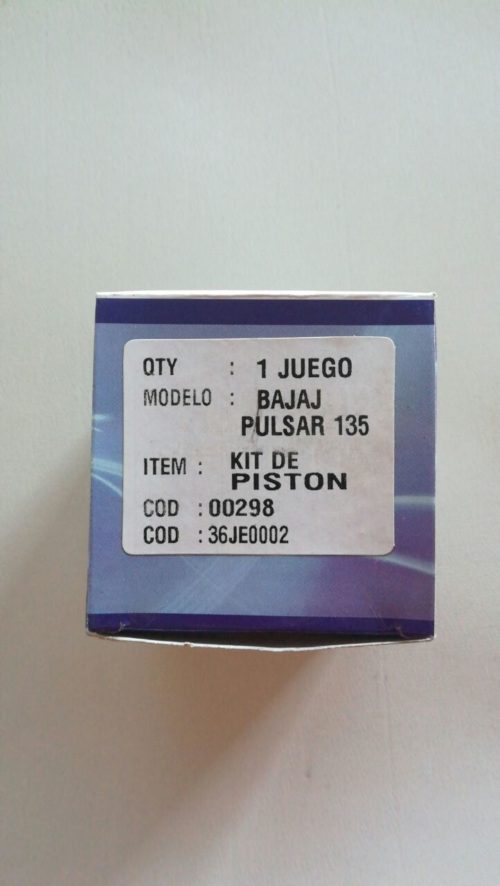 QTY : 1 JUEGO
MODELO : BAJAJ
PULSAR 135
ITEM : KIT DE
PISTON
COD : 00298
COD : 36JE0002